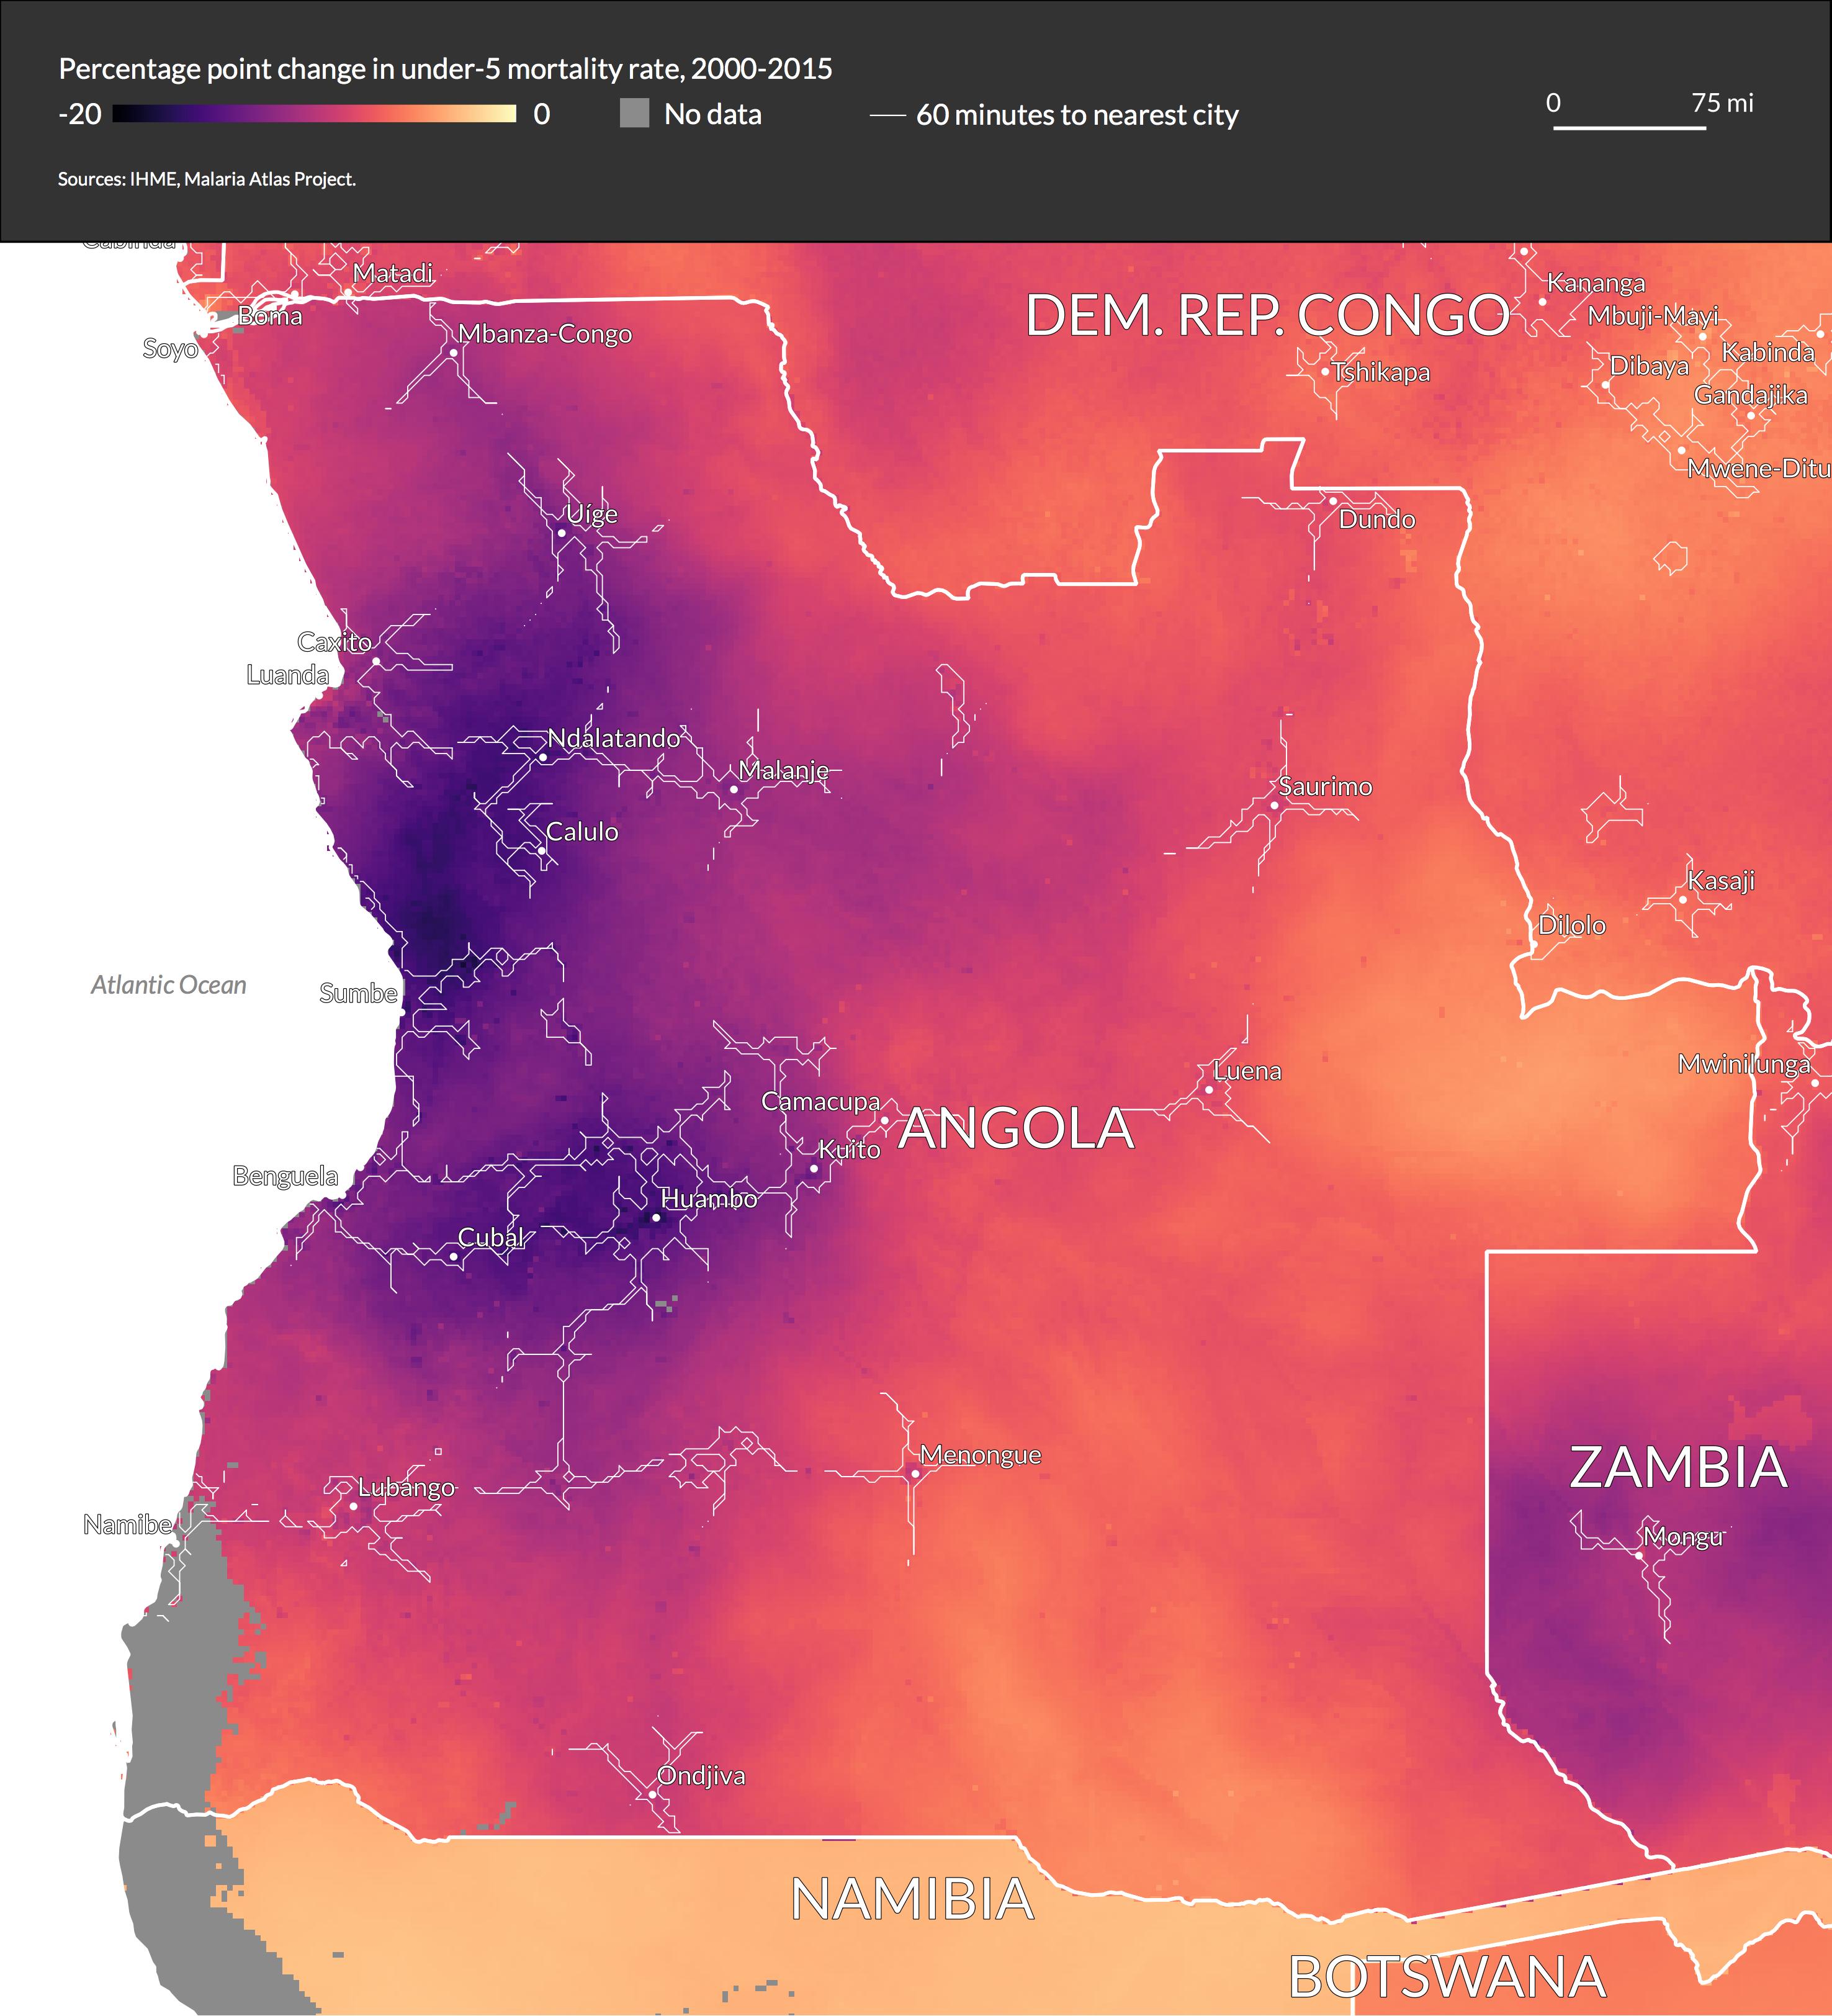 Percentage point change in under-5 mortality rate, 2000-2015
-20 0 No data 60 minutes to nearest city 0 75 mi
Sources: IHME, Malaria Atlas Project.
Cabinda
Matadi
Kananga
DEM. REP. CONGO
Boma
Mbuji-Mayi
Mbanza-Congo
Soyo
Kabinda
Dibaya
Tshikapa
Gandajika
Mwene-Ditu
Uíge
Dundo
Caxito
Luanda
Ndalatando
Malanje
Saurimo
Calulo
Kasaji
Dilolo
Atlantic Ocean
Sumbe
Mwinilunga
Luena
Camacupa
ANGOLA
Kuito
Benguela
Huambo
Cubal
Menongue
ZAMBIA
Lubango
Namibe
Mongu
Ondjiva
NAMIBIA
BOTSWANA